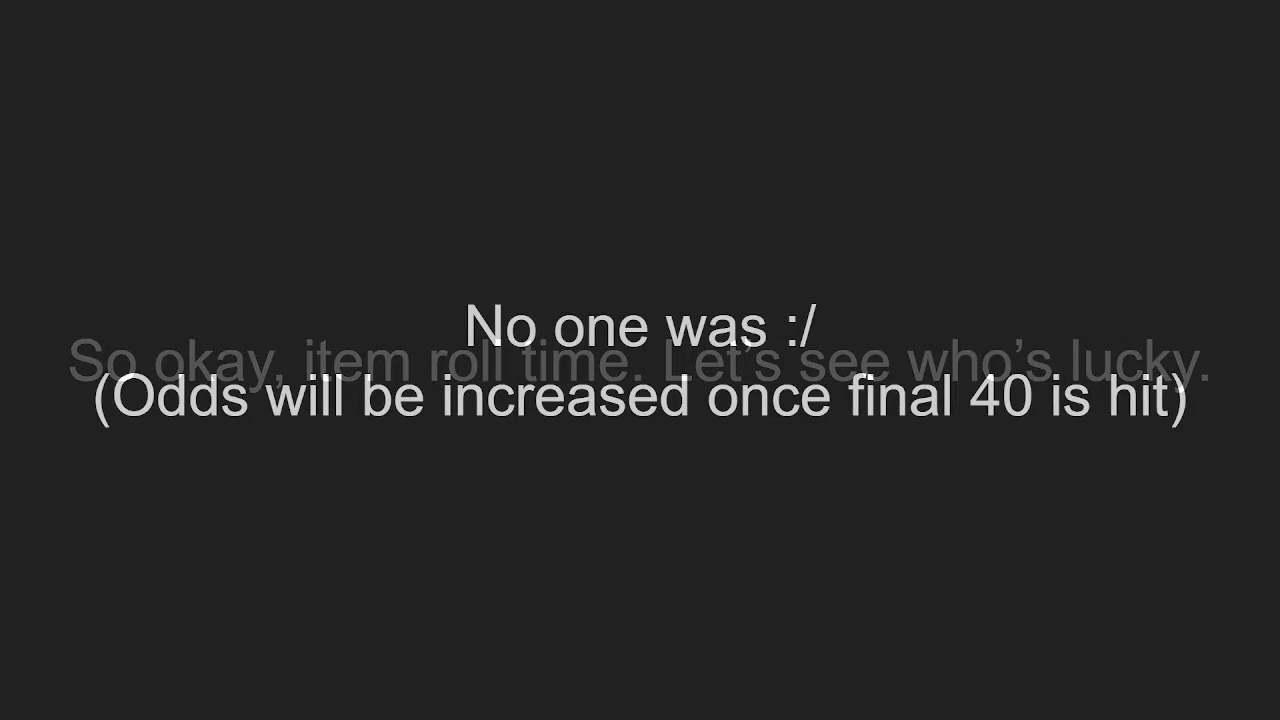 No one was :/
So okay, item roll time. Let’s see who’s lucky.
(Odds will be increased once final 40 is hit)